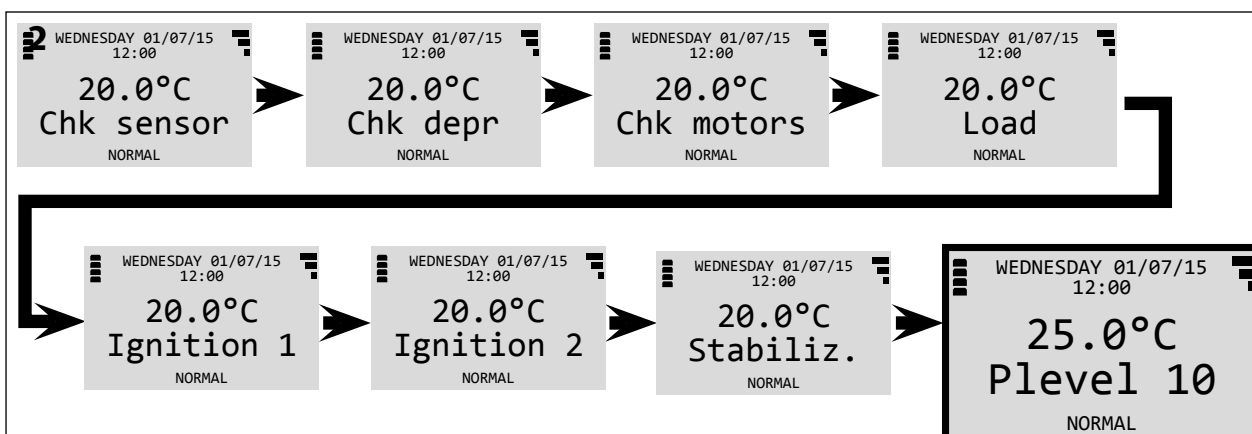 2
WEDNESDAY 01/07/15
12:00
20.0°C
Chk sensor
NORMAL
WEDNESDAY 01/07/15
12:00
20.0°C
Chk depr
NORMAL
WEDNESDAY 01/07/15
12:00
20.0°C
Chk motors
NORMAL
WEDNESDAY 01/07/15
12:00
20.0°C
Load
NORMAL
WEDNESDAY 01/07/15
12:00
20.0°C
Ignition 1
NORMAL
WEDNESDAY 01/07/15
12:00
20.0°C
Ignition 2
NORMAL
WEDNESDAY 01/07/15
12:00
20.0°C
Stabiliz.
NORMAL
WEDNESDAY 01/07/15
12:00
25.0°C
Plevel 10
NORMAL